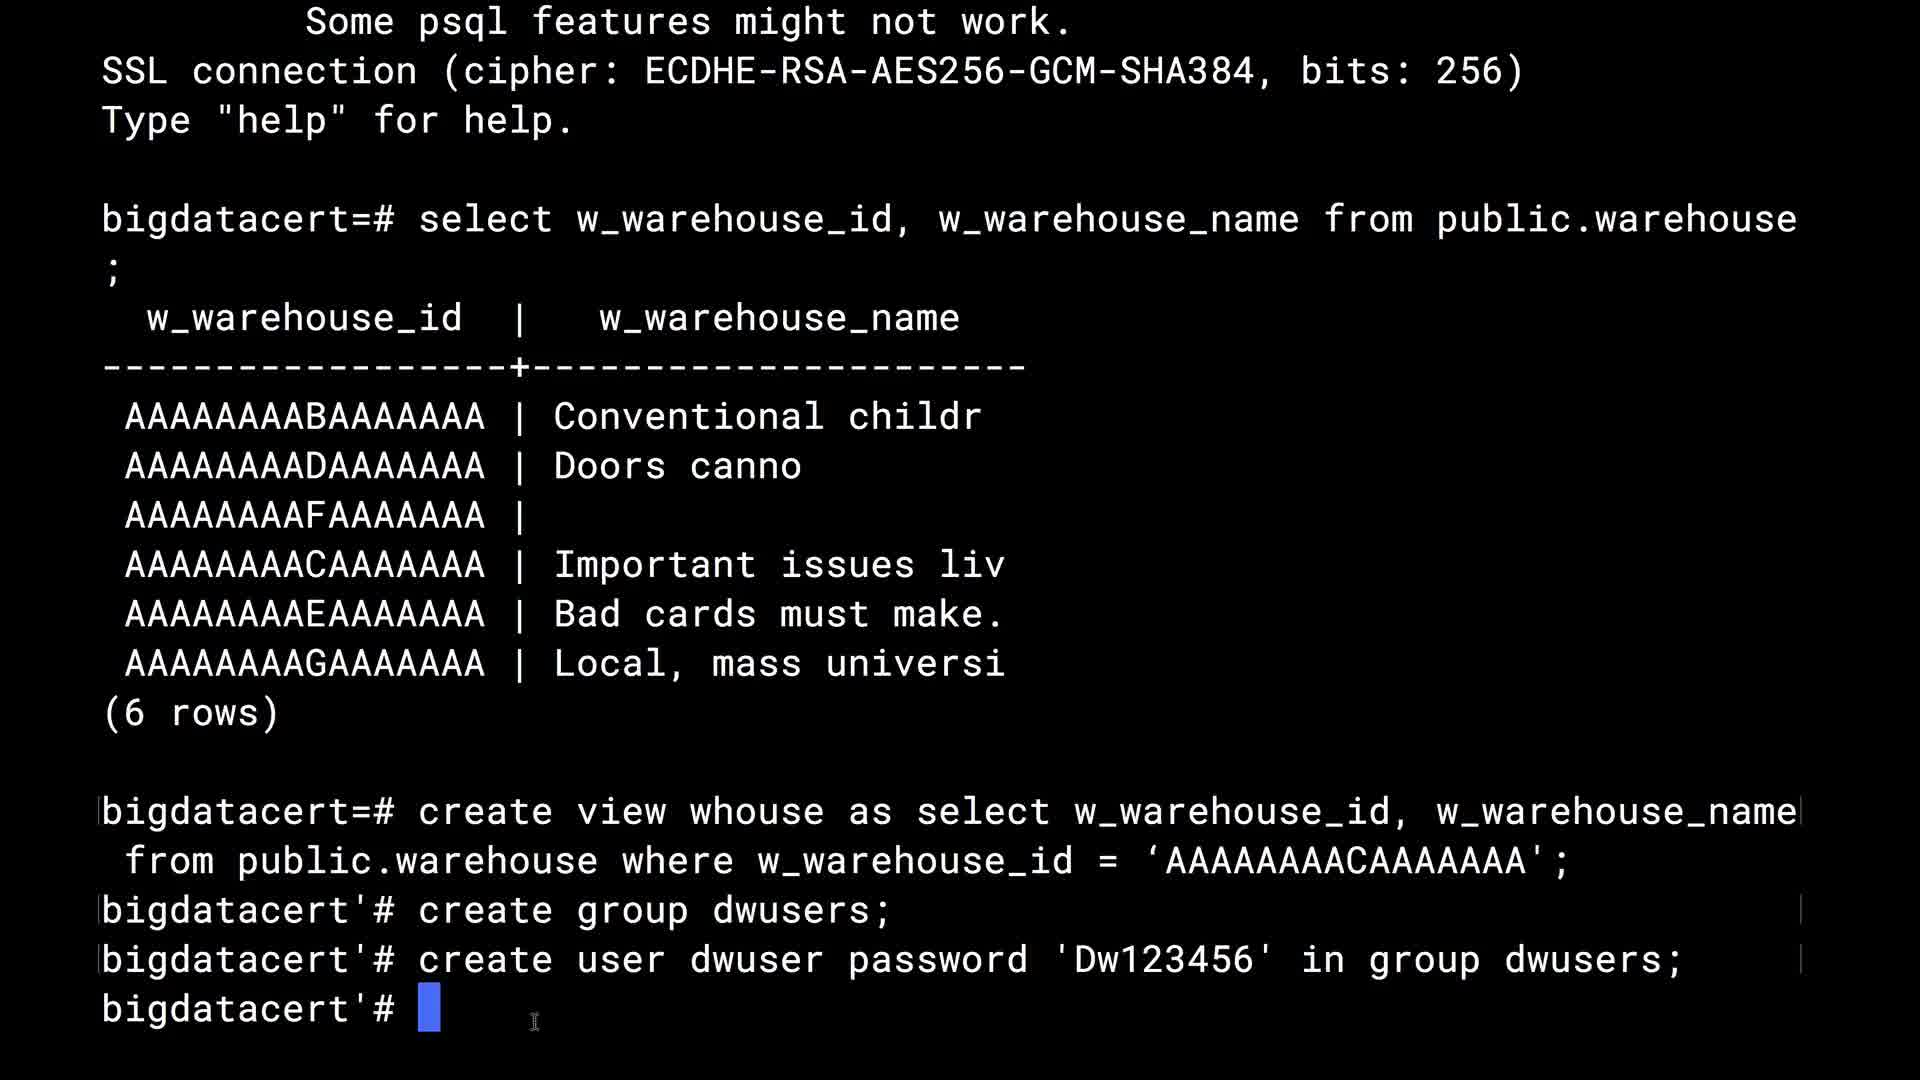 Some psql features might not work.
SSL connection (cipher: ECDHE-RSA-AES256-GCM-SHA384, bits: 256)
Type "help" for help.
bigdatacert=# select w_warehouse_id, w_warehouse_name from public.warehouse
;
w_warehouse_id | w_warehouse_name
------------------+----------------------
AAAAAAAABAAAAAAA | Conventional childr
AAAAAAAADAAAAAAA | Doors canno
AAAAAAAAFAAAAAAA |
AAAAAAAACAAAAAAA | Important issues liv
AAAAAAAAEAAAAAAA | Bad cards must make.
AAAAAAAAGAAAAAAA | Local, mass universi
(6 rows)
bigdatacert=# create view whouse as select w_warehouse_id, w_warehouse_name
from public.warehouse where w_warehouse_id = ‘AAAAAAAACAAAAAAA';
bigdatacert'# create group dwusers;
bigdatacert'# create user dwuser password 'Dw123456' in group dwusers;
bigdatacert'#